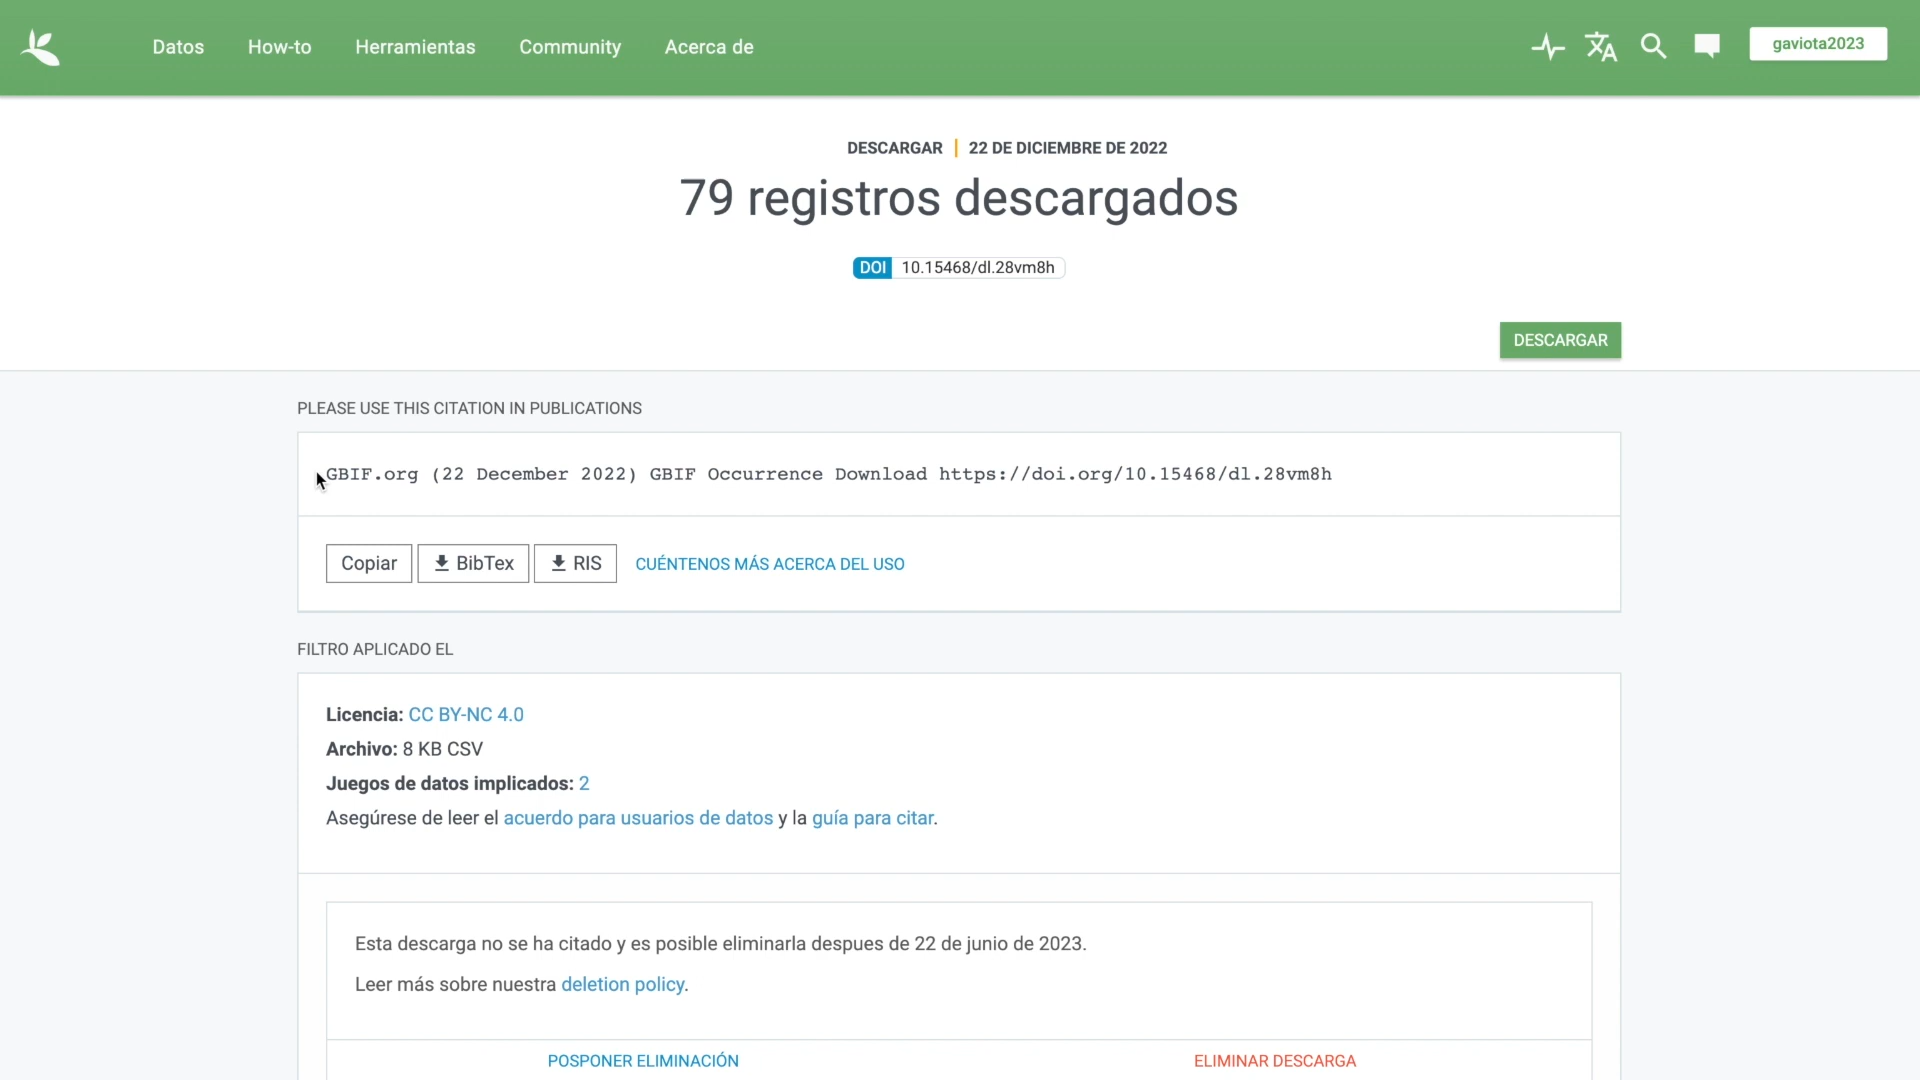 Datos How-to Herramientas Community Acerca de gaviota2023
DESCARGAR | 22 DE DICIEMBRE DE 2022
79 registros descargados
DOI 10.15468/dl.28vm8h
DESCARGAR
PLEASE USE THIS CITATION IN PUBLICATIONS
GBIF.org (22 December 2022) GBIF Occurrence Download https://doi.org/10.15468/dl.28vm8h
Copiar BibTex RIS CUÉNTENOS MÁS ACERCA DEL USO
FILTRO APLICADO EL
Licencia: CC BY-NC 4.0
Archivo: 8 KB CSV
Juegos de datos implicados: 2
Asegúrese de leer el acuerdo para usuarios de datos y la guía para citar.
Esta descarga no se ha citado y es posible eliminarla despues de 22 de junio de 2023.
Leer más sobre nuestra deletion policy.
POSPONER ELIMINACIÓN ELIMINAR DESCARGA